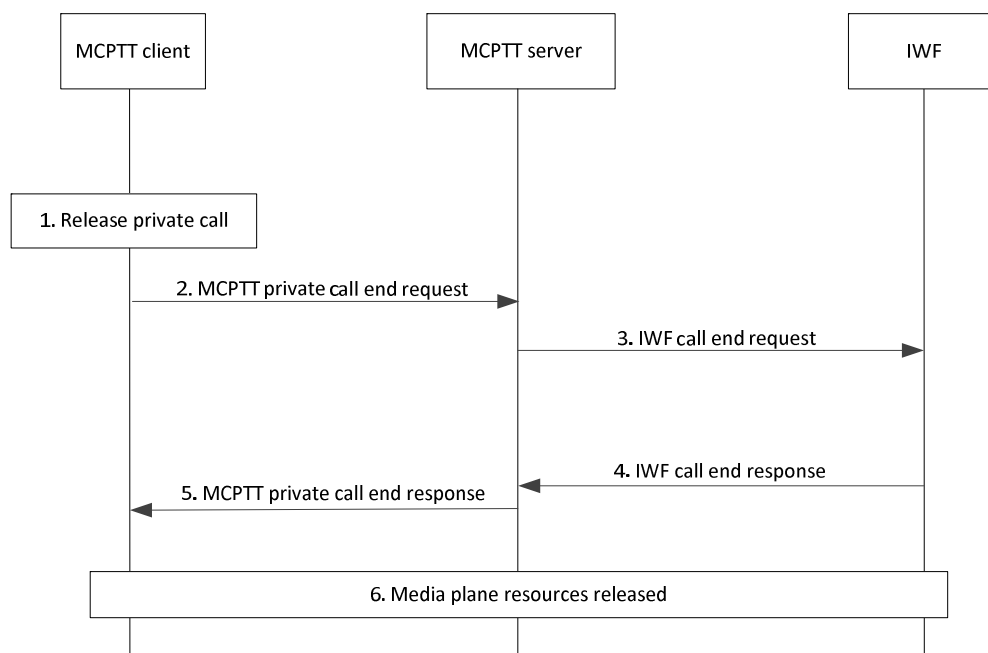 MCPTT client
MCPTT server
IWF
1. Release private call
2. MCPTT private call end request
3. IWF call end request
4. IWF call end response
5. MCPTT private call end response
6. Media plane resources released